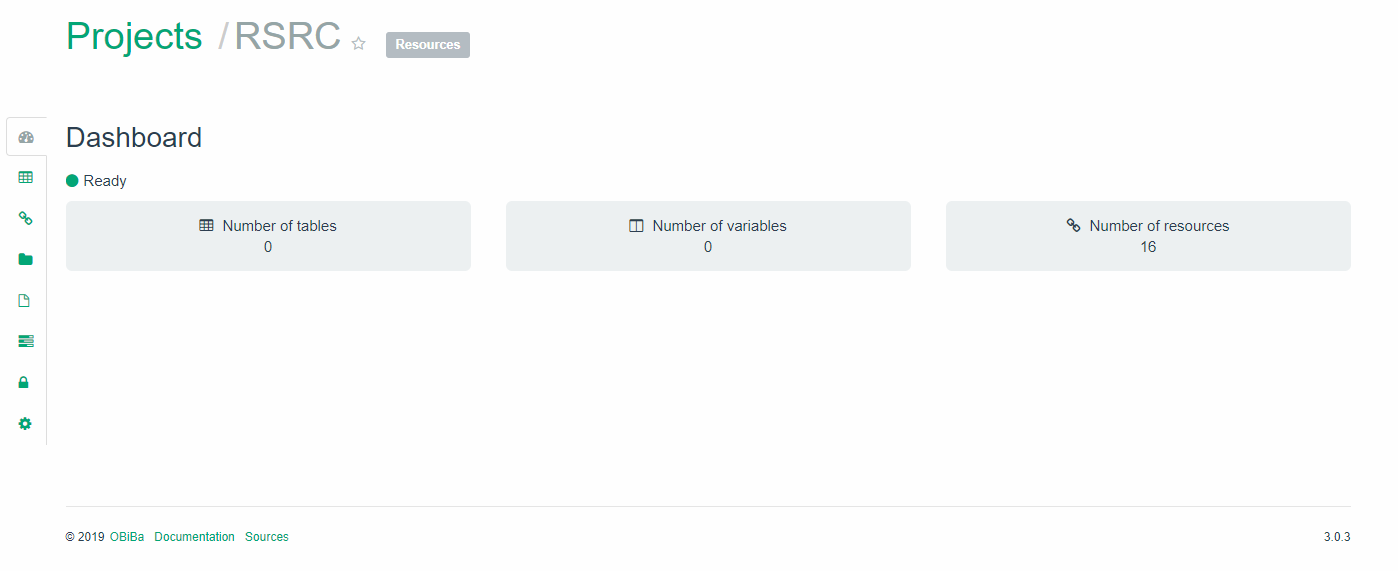 Projects / RSRC Resources
Dashboard
Ready
Number of tables
0
Number of variables
0
Number of resources
16
© 2019 OBiBa Documentation Sources
3.0.3